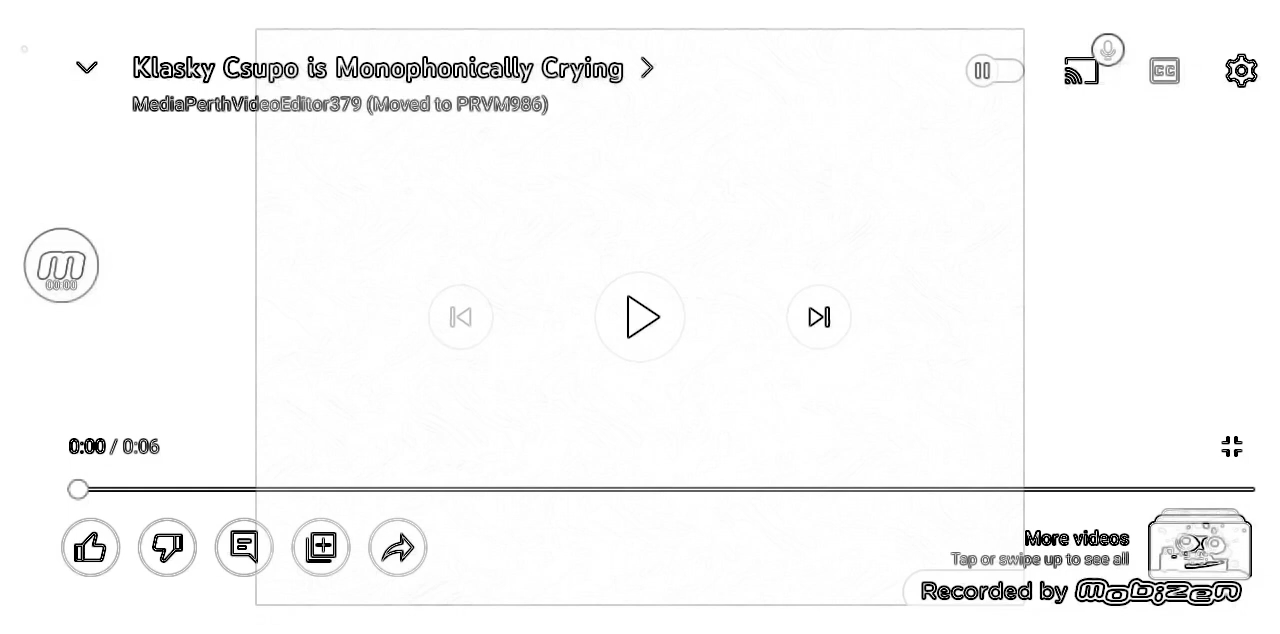 Klasky Csupo is Monophonically Crying
MediaPerthVideoEditor379 (Moved to PRVM986)
CC
00:00
0:00 / 0:06
More videos
Tap or swipe up to see all
Recorded by mobizen